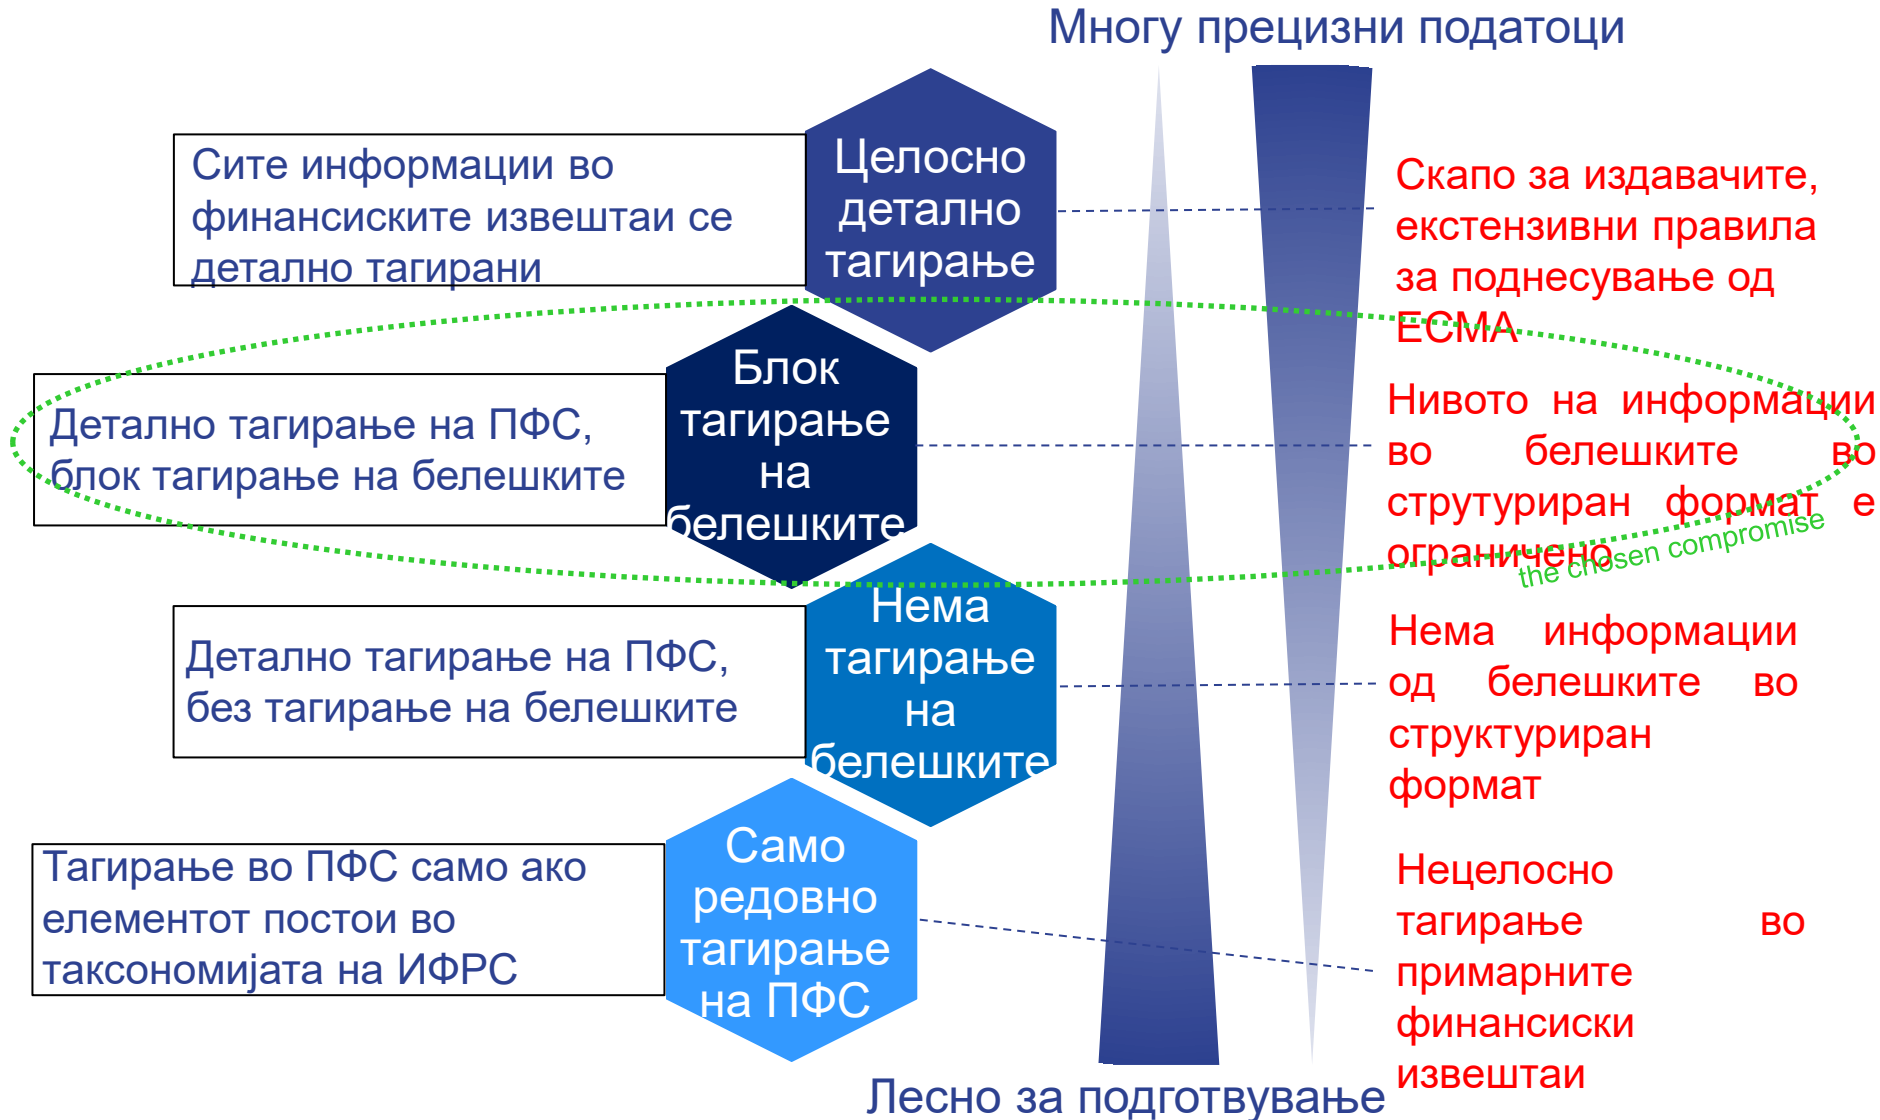 Многу прецизни податоци
Сите информации во
финансиските извештаи се
детално тагирани
Целосно
детално
тагирање
Скапо за издавачите,
екстензивни правила
за поднесување од
ЕСМА
Детално тагирање на ПФС,
блок тагирање на белешките
Блок
тагирање
на
белешките
Нивото на информации
во белешките во
струтуриран формат е
ограничено
the chosen compromise
Детално тагирање на ПФС,
без тагирање на белешките
Нема
тагирање
на
белешките
Нема информации
од белешките во
структуриран
формат
Тагирање во ПФС само ако
елементот постои во
таксономијата на ИФРС
Само
редовно
тагирање
на ПФС
Нецелосно
тагирање во
примарните
финансиски
извештаи
Лесно за подготвување